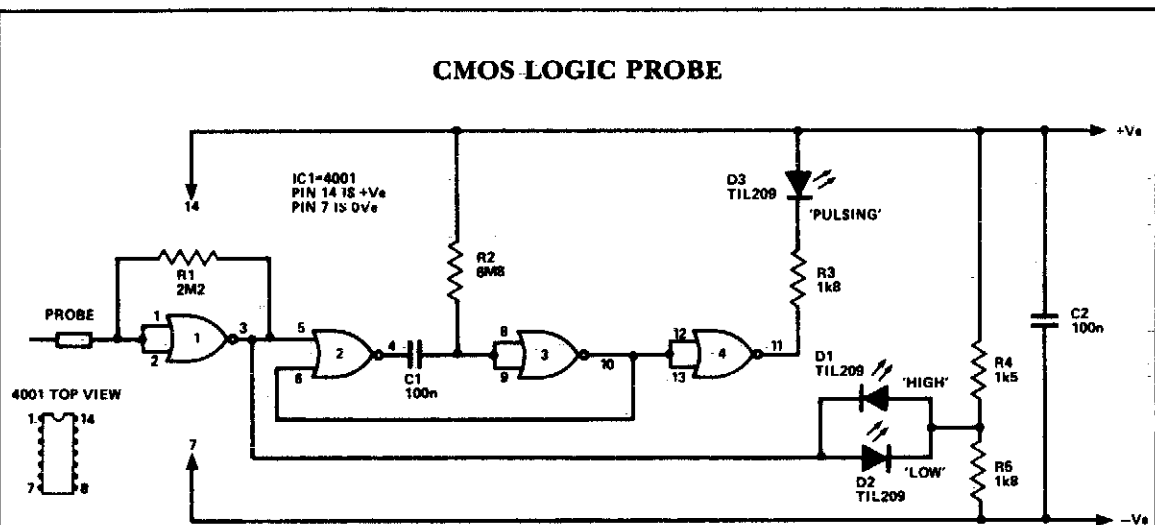 CMOS LOGIC PROBE
+Ve
IC1=4001
PIN 14 IS +Ve
PIN 7 IS 0Ve
14
D3
TIL209
'PULSING'
R1
2M2
R2
6M8
R3
1k8
C2
100n
PROBE
1
2
1
3
5
6
2
4
C1
100n
8
9
3
10
12
13
4
11
D1
TIL209
'HIGH'
R4
1k5
4001 TOP VIEW
1
14
7
8
7
'LOW'
D2
TIL209
R5
1k8
−Ve